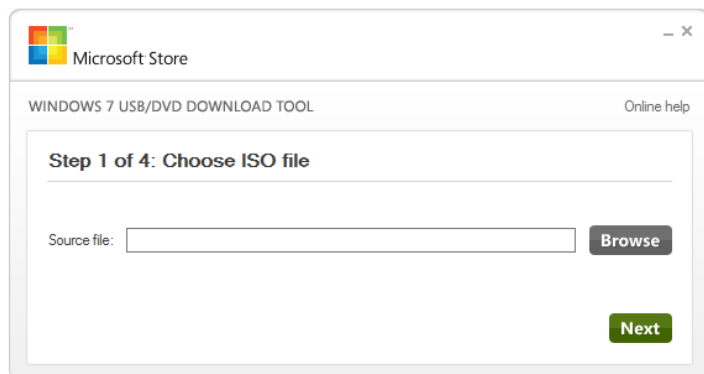 Microsoft Store
WINDOWS 7 USB/DVD DOWNLOAD TOOL Online help
Step 1 of 4: Choose ISO file
Source file: Browse
Next